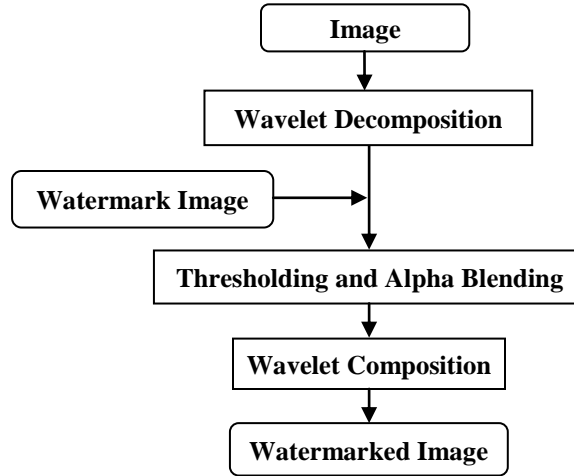 Image
Wavelet Decomposition
Watermark Image
Thresholding and Alpha Blending
Wavelet Composition
Watermarked Image